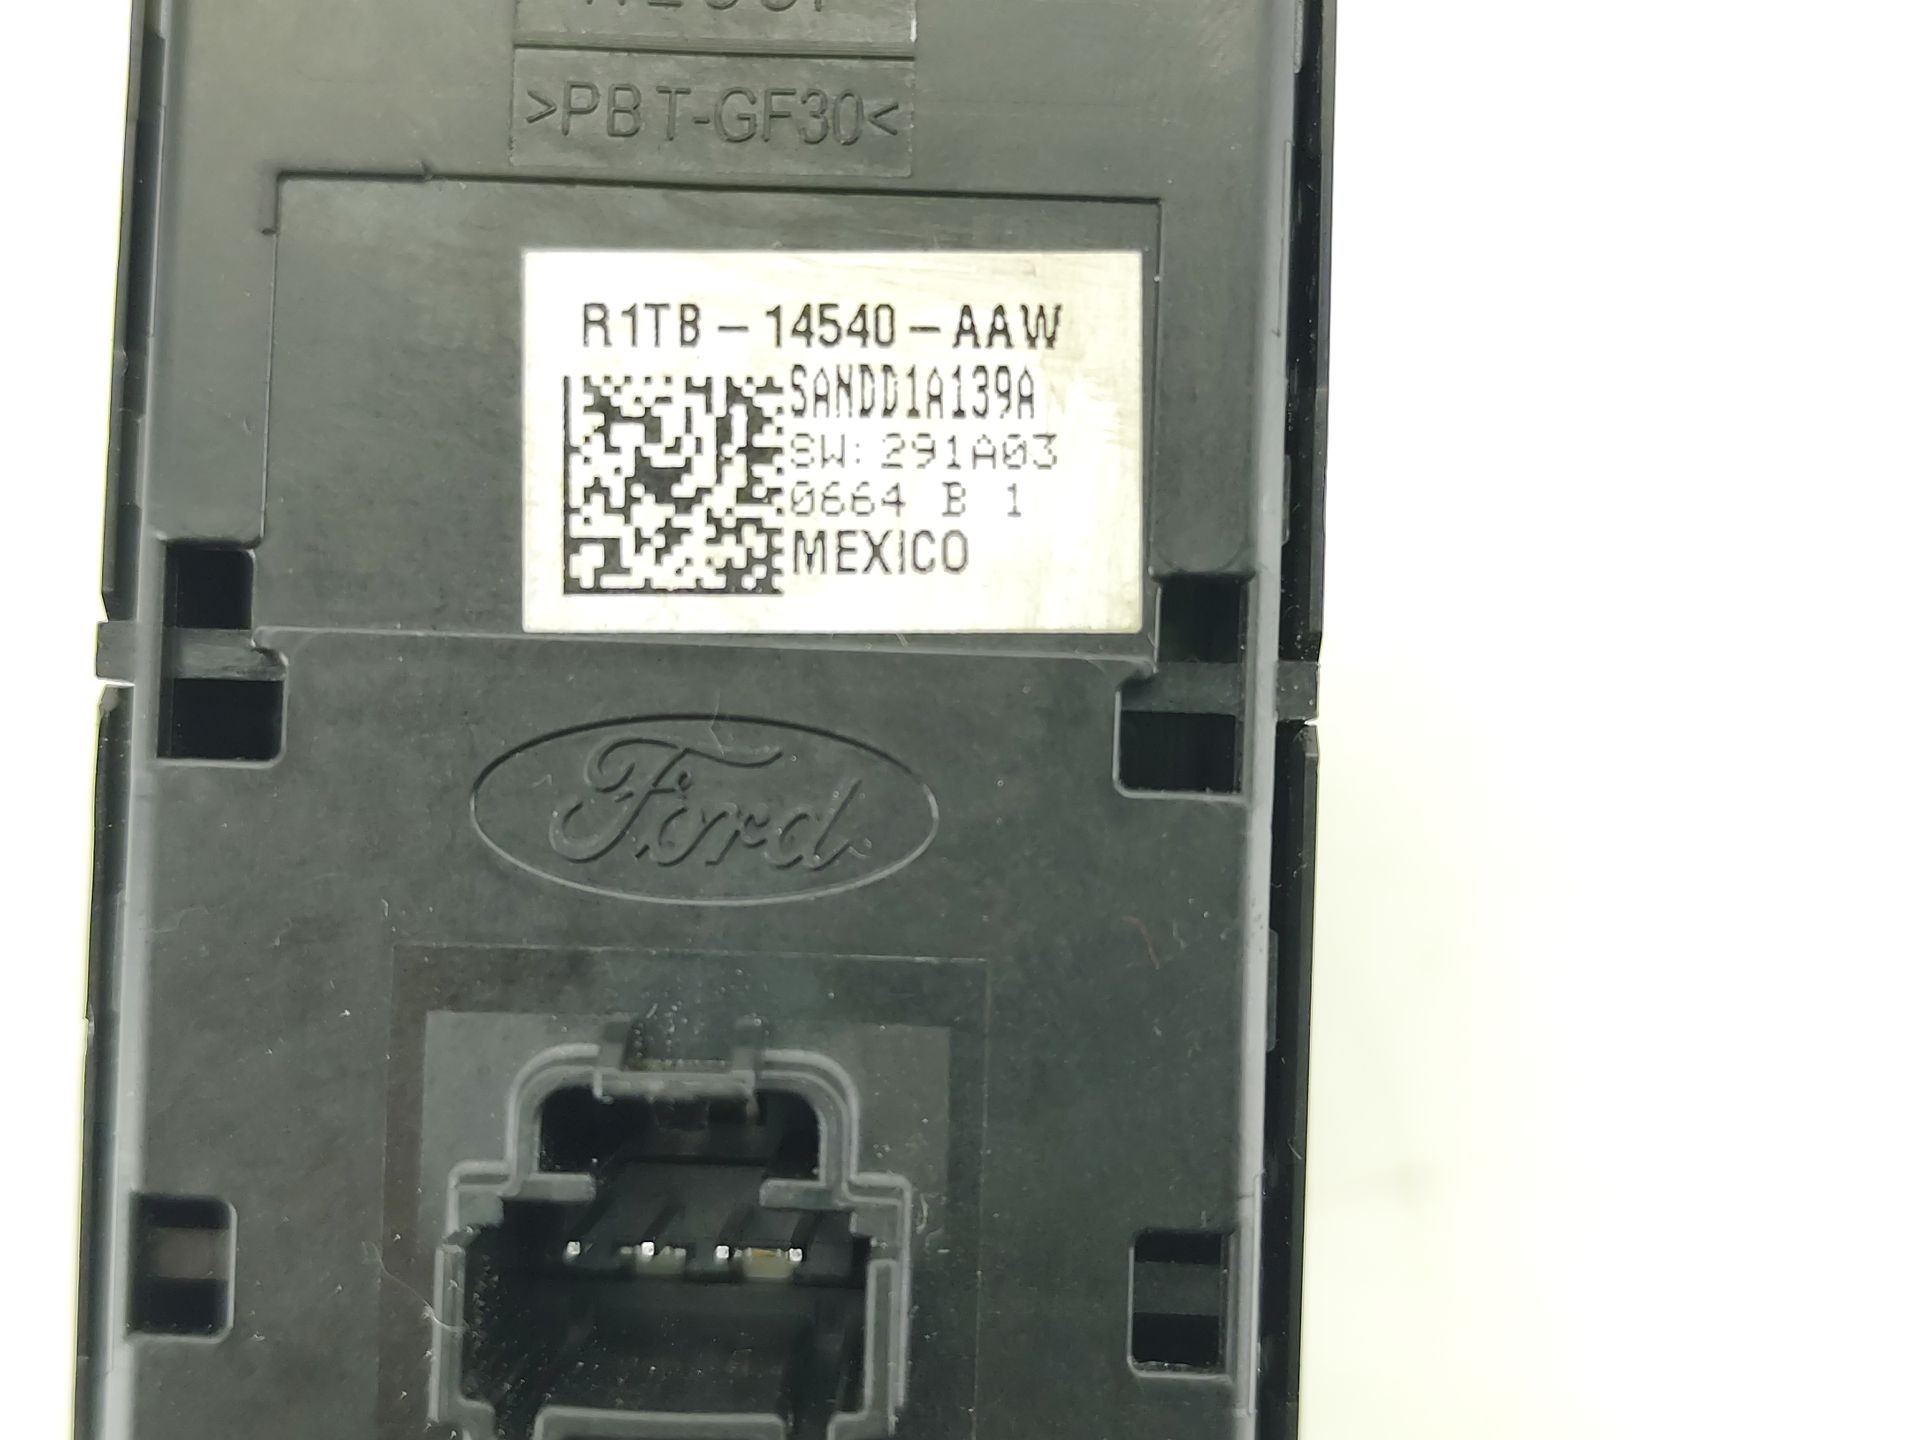 >PBT-GF30<
R1TB-14540-AAW
SANDD1A139A
SW:291A03
0664 B 1
MEXICO
Ford